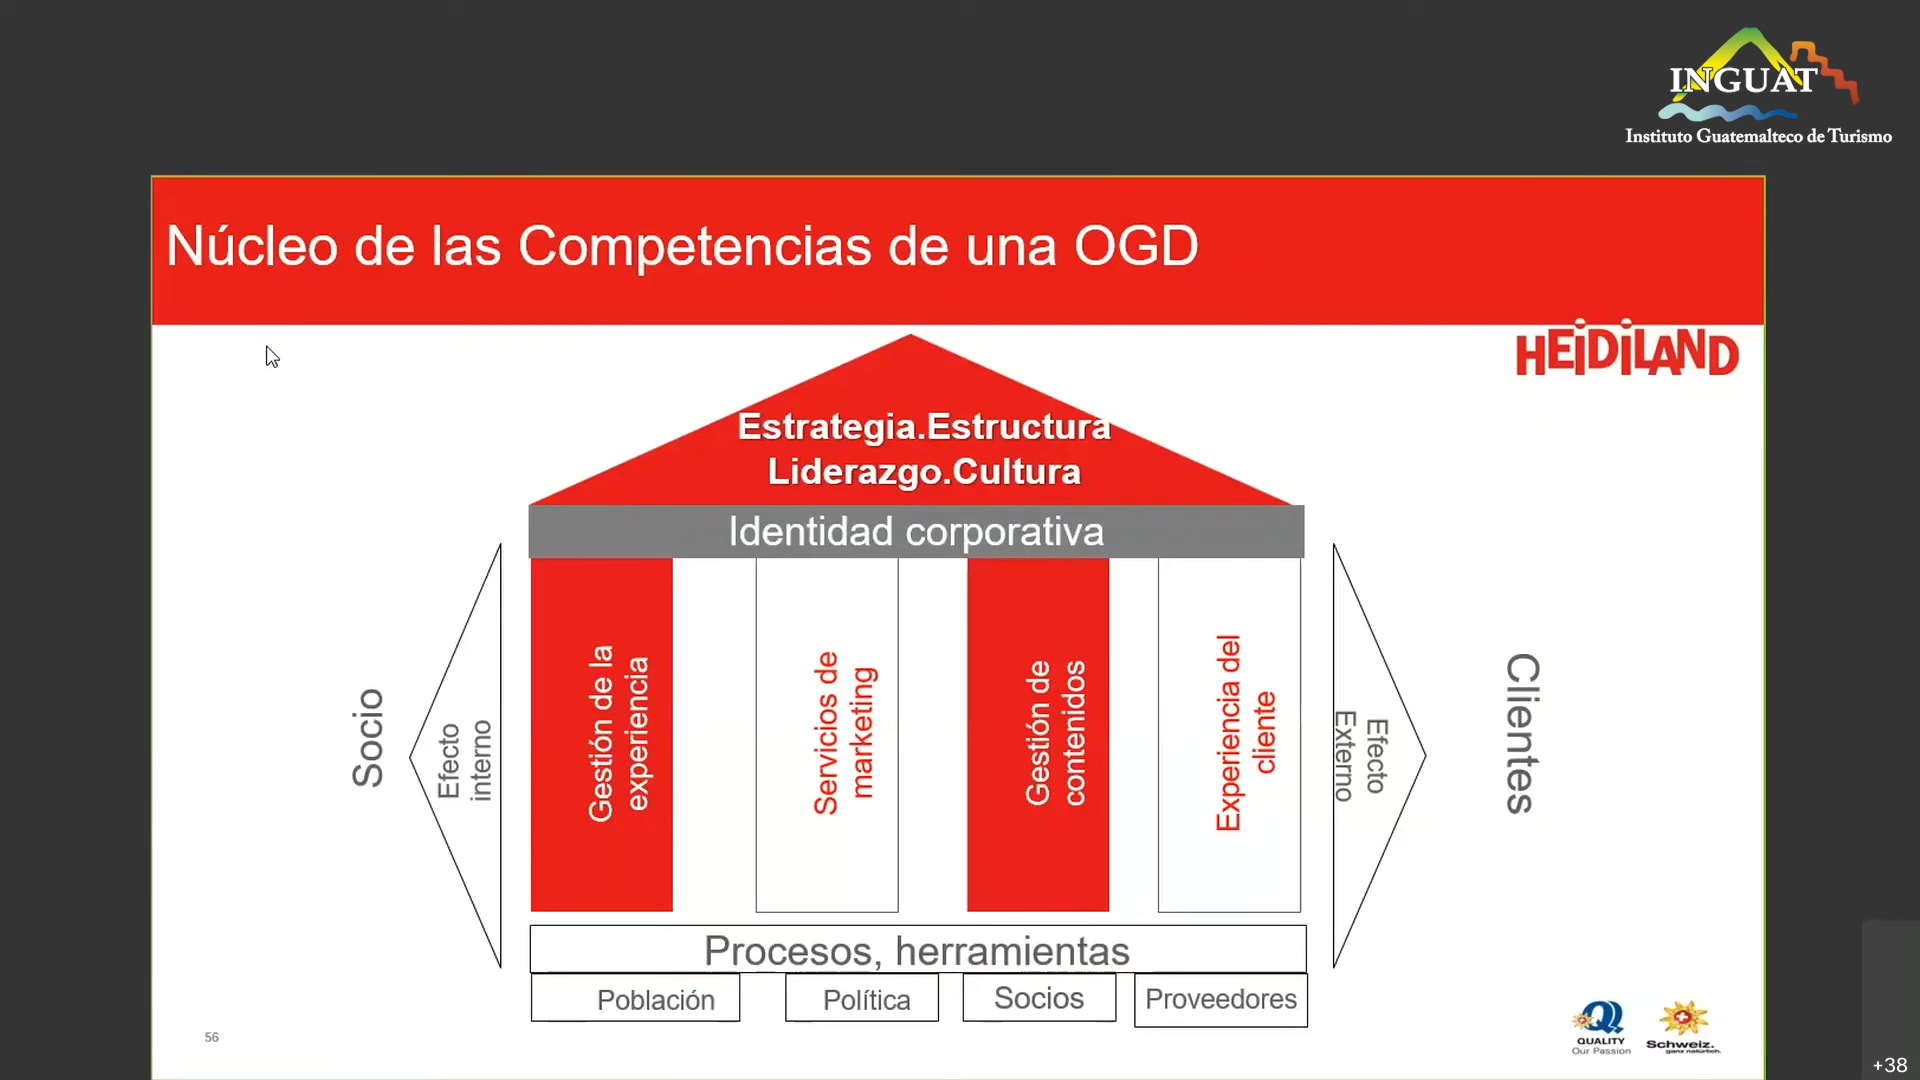 INGUAT
Instituto Guatemalteco de Turismo
Núcleo de las Competencias de una OGD
HEiDiLAND
Estrategia.Estructura
Liderazgo.Cultura
Identidad corporativa
Socio
Efecto
interno
Gestión de la
experiencia
Servicios de
marketing
Gestión de
contenidos
Experiencia del
cliente
Efecto
Externo
Clientes
Procesos, herramientas
Población
Política
Socios
Proveedores
56
QUALITY
Our Passion
Schweiz.
ganz natürlich.
+38